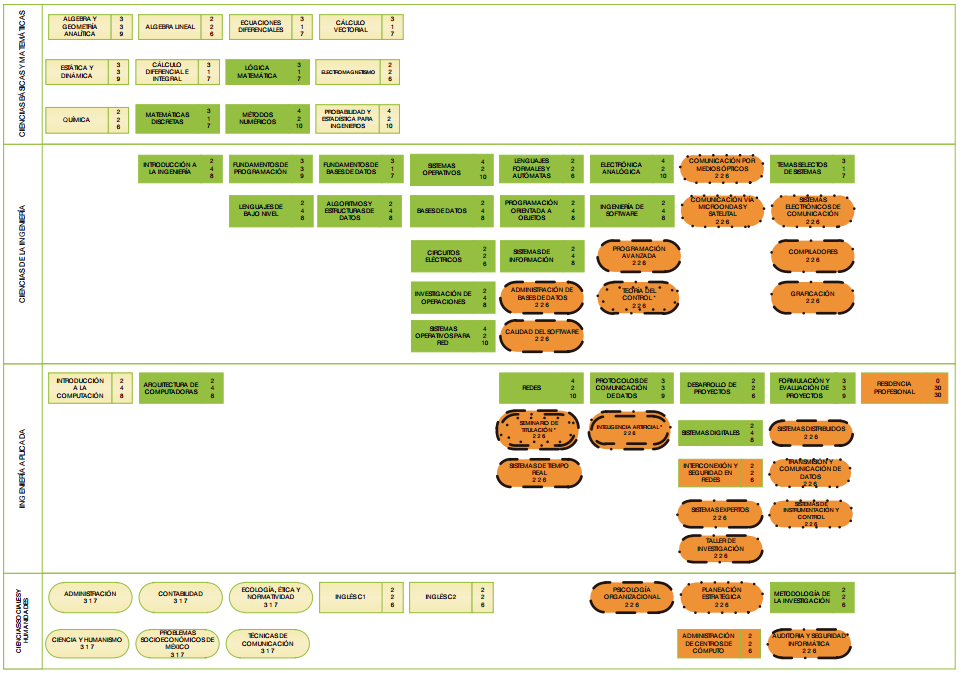 CIENCIAS BÁSICAS Y MATEMÁTICAS
ALGEBRA Y
GEOMETRÍA
ANALÍTICA
3
3
9
ALGEBRA LINEAL
2
2
6
ECUACIONES
DIFERENCIALES
3
1
7
CÁLCULO
VECTORIAL
3
1
7
ESTÁTICA Y
DINÁMICA
3
3
9
CÁLCULO
DIFERENCIAL E
INTEGRAL
3
1
7
LÓGICA
MATEMÁTICA
3
1
7
ELECTROMAGNETISMO
2
2
6
QUÍMICA
2
2
6
MATEMÁTICAS
DISCRETAS
3
1
7
MÉTODOS
NUMÉRICOS
4
2
10
PROBABILIDAD Y
ESTADÍSTICA PARA
INGENIEROS
4
2
10
CIENCIAS DE LA INGENIERÍA
INTRODUCCIÓN A
LA INGENIERÍA
2
4
8
FUNDAMENTOS DE
PROGRAMACIÓN
3
3
9
FUNDAMENTOS DE
BASES DE DATOS
3
1
7
SISTEMAS
OPERATIVOS
4
2
10
LENGUAJES
FORMALES Y
AUTÓMATAS
2
2
6
ELECTRÓNICA
ANALÓGICA
4
2
10
COMUNICACIÓN POR
MEDIOS ÓPTICOS
2 2 6
TEMAS SELECTOS
DE SISTEMAS
3
1
7
LENGUAJES DE
BAJO NIVEL
2
4
8
ALGORITMOS Y
ESTRUCTURAS DE
DATOS
2
4
8
BASES DE DATOS
2
4
8
PROGRAMACIÓN
ORIENTADA A
OBJETOS
2
4
8
INGENIERÍA DE
SOFTWARE
2
4
8
COMUNICACIÓN VÍA
MICROONDAS Y
SATELITAL
2 2 6
SISTEMAS
ELECTRÓNICOS DE
COMUNICACIÓN
2 2 6
CIRCUITOS
ELÉCTRICOS
2
2
6
SISTEMAS DE
INFORMACIÓN
2
4
8
PROGRAMACIÓN
AVANZADA
2 2 6
COMPILADORES
2 2 6
INVESTIGACIÓN DE
OPERACIONES
2
4
8
ADMINISTRACIÓN DE
BASES DE DATOS
2 2 6
TEORÍA DEL
CONTROL *
2 2 6
GRAFICACIÓN
2 2 6
SISTEMAS
OPERATIVOS PARA
RED
4
2
10
CALIDAD DEL SOFTWARE
2 2 6
INGENIERÍA APLICADA
INTRODUCCIÓN
A LA
COMPUTACIÓN
2
4
8
ARQUITECTURA DE
COMPUTADORAS
2
4
8
REDES
4
2
10
PROTOCOLOS DE
COMUNICACIÓN
DE DATOS
3
3
9
DESARROLLO DE
PROYECTOS
2
2
6
FORMULACIÓN Y
EVALUACIÓN DE
PROYECTOS
3
3
9
RESIDENCIA
PROFESIONAL
0
30
30
SEMINARIO DE
TITULACIÓN *
2 2 6
INTELIGENCIA ARTIFICIAL *
2 2 6
SISTEMAS DIGITALES
2
4
8
SISTEMAS DISTRIBUIDOS
2 2 6
SISTEMAS DE TIEMPO
REAL
2 2 6
INTERCONEXIÓN Y
SEGURIDAD EN
REDES
2
2
6
TRANSMISIÓN Y
COMUNICACIÓN DE
DATOS
2 2 6
SISTEMAS EXPERTOS
2 2 6
SISTEMAS DE
INSTRUMENTACIÓN Y
CONTROL
2 2 6
TALLER DE
INVESTIGACIÓN
2 2 6
CIENCIAS SOCIALES Y
HUMANIDADES
ADMINISTRACIÓN
3 1 7
CONTABILIDAD
3 1 7
ECOLOGÍA, ÉTICA Y
NORMATIVIDAD
3 1 7
INGLÉS C1
2
2
6
INGLÉS C2
2
2
6
PSICOLOGÍA
ORGANIZACIONAL
2 2 6
PLANEACIÓN
ESTRATÉGICA
2 2 6
METODOLOGÍA DE
LA INVESTIGACIÓN
2
2
6
CIENCIA Y HUMANISMO
3 1 7
PROBLEMAS
SOCIOECONÓMICOS DE
MÉXICO
3 1 7
TÉCNICAS DE
COMUNICACIÓN
3 1 7
ADMINISTRACIÓN
DE CENTROS DE
CÓMPUTO
2
2
6
AUDITORIA Y SEGURIDAD*
INFORMÁTICA
2 2 6